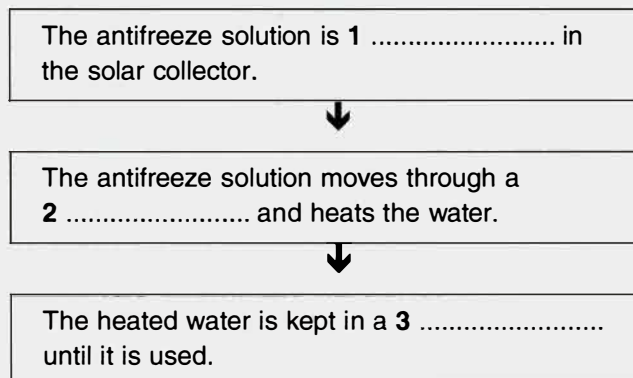 The antifreeze solution is 1 ......................... in
the solar collector.
The antifreeze solution moves through a
2 ......................... and heats the water.
The heated water is kept in a 3 .........................
until it is used.